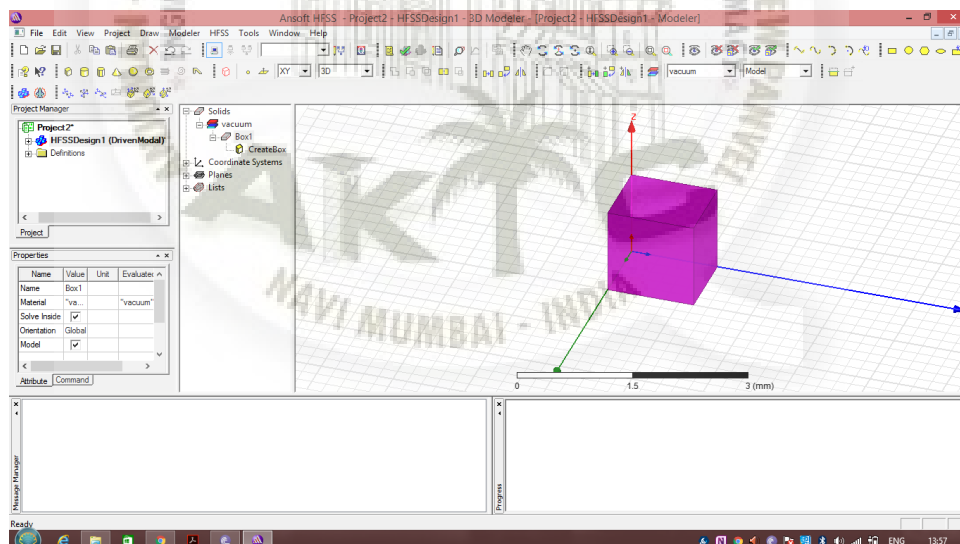 Ansoft HFSS - Project2 - HFSSDesign1 - 3D Modeler - [Project2 - HFSSDesign1 - Modeler]
File Edit View Project Draw Modeler HFSS Tools Window Help
XY 3D vacuum Model
Project Manager
Project2*
HFSSDesign1 (DrivenModal)*
Definitions
Project
Solids
vacuum
Box1
CreateBox
Coordinate Systems
Planes
Lists
Properties
Name Value Unit Evaluated
Name Box1
Material "va... "vacuum"
Solve Inside
Orientation Global
Model
Attribute Command
Z
0 1.5 3 (mm)
AKTC
NAVI MUMBAI - INDIA
Message Manager
Progress
Ready
ENG 13:57